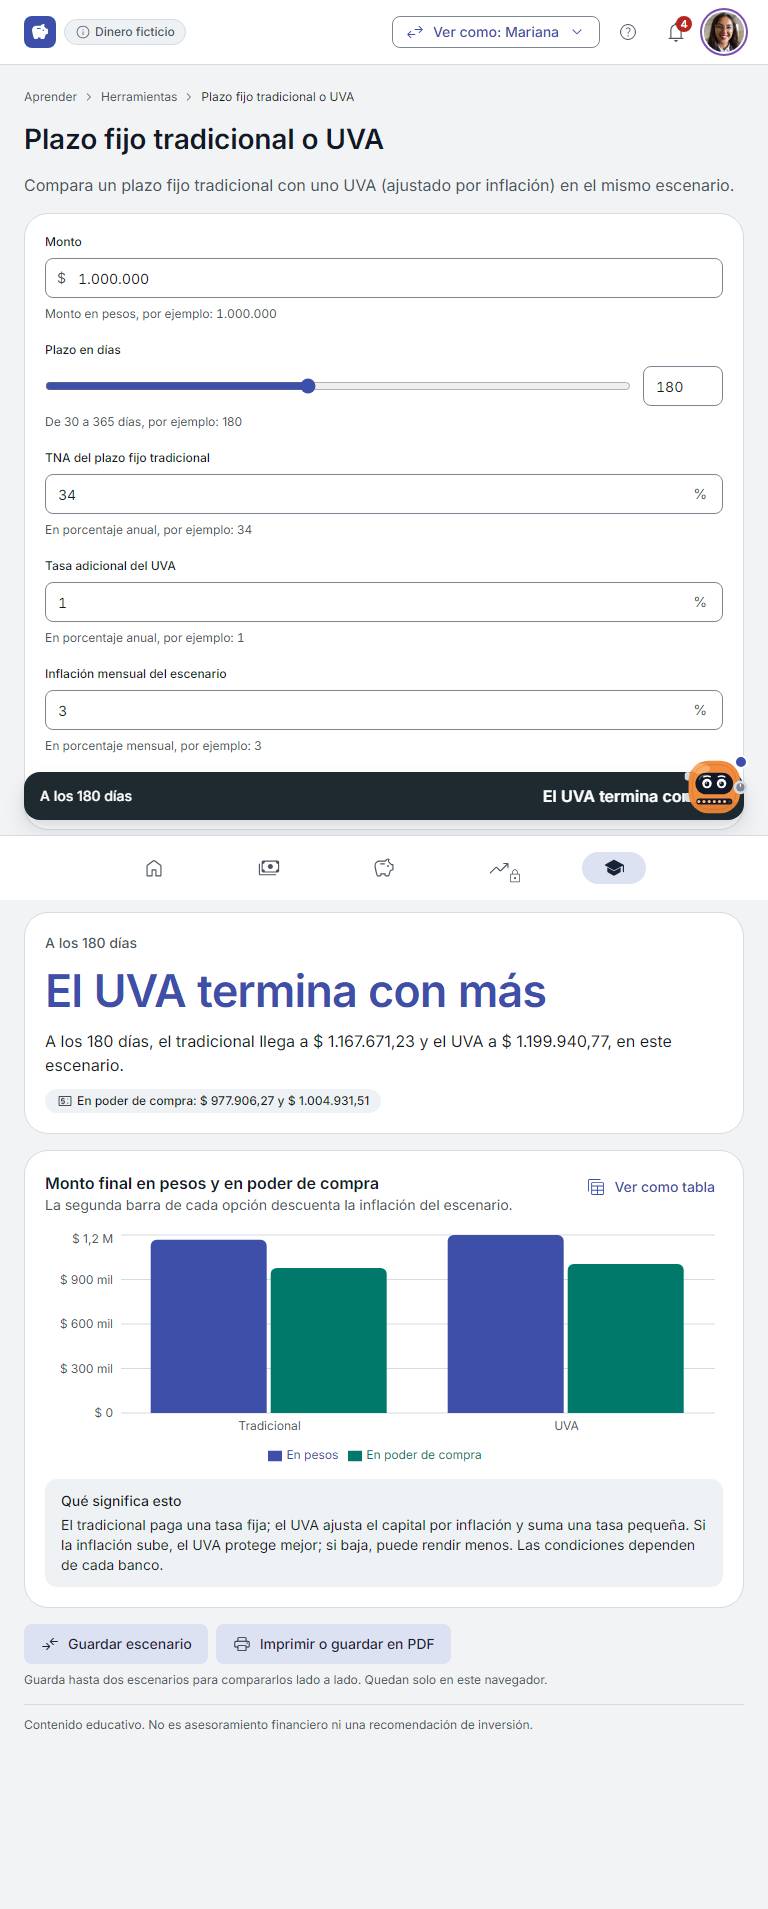 Dinero ficticio
Ver como: Mariana
4
Aprender > Herramientas > Plazo fijo tradicional o UVA
Plazo fijo tradicional o UVA
Compara un plazo fijo tradicional con uno UVA (ajustado por inflación) en el mismo escenario.
Monto
$ 1.000.000
Monto en pesos, por ejemplo: 1.000.000
Plazo en días
180
De 30 a 365 días, por ejemplo: 180
TNA del plazo fijo tradicional
34 %
En porcentaje anual, por ejemplo: 34
Tasa adicional del UVA
1 %
En porcentaje anual, por ejemplo: 1
Inflación mensual del escenario
3 %
En porcentaje mensual, por ejemplo: 3
A los 180 días
El UVA termina con
A los 180 días
El UVA termina con más
A los 180 días, el tradicional llega a $ 1.167.671,23 y el UVA a $ 1.199.940,77, en este
escenario.
En poder de compra: $ 977.906,27 y $ 1.004.931,51
Monto final en pesos y en poder de compra
Ver como tabla
La segunda barra de cada opción descuenta la inflación del escenario.
$ 1,2 M
$ 900 mil
$ 600 mil
$ 300 mil
$ 0
Tradicional
UVA
En pesos
En poder de compra
Qué significa esto
El tradicional paga una tasa fija; el UVA ajusta el capital por inflación y suma una tasa pequeña. Si
la inflación sube, el UVA protege mejor; si baja, puede rendir menos. Las condiciones dependen
de cada banco.
Guardar escenario
Imprimir o guardar en PDF
Guarda hasta dos escenarios para compararlos lado a lado. Quedan solo en este navegador.
Contenido educativo. No es asesoramiento financiero ni una recomendación de inversión.